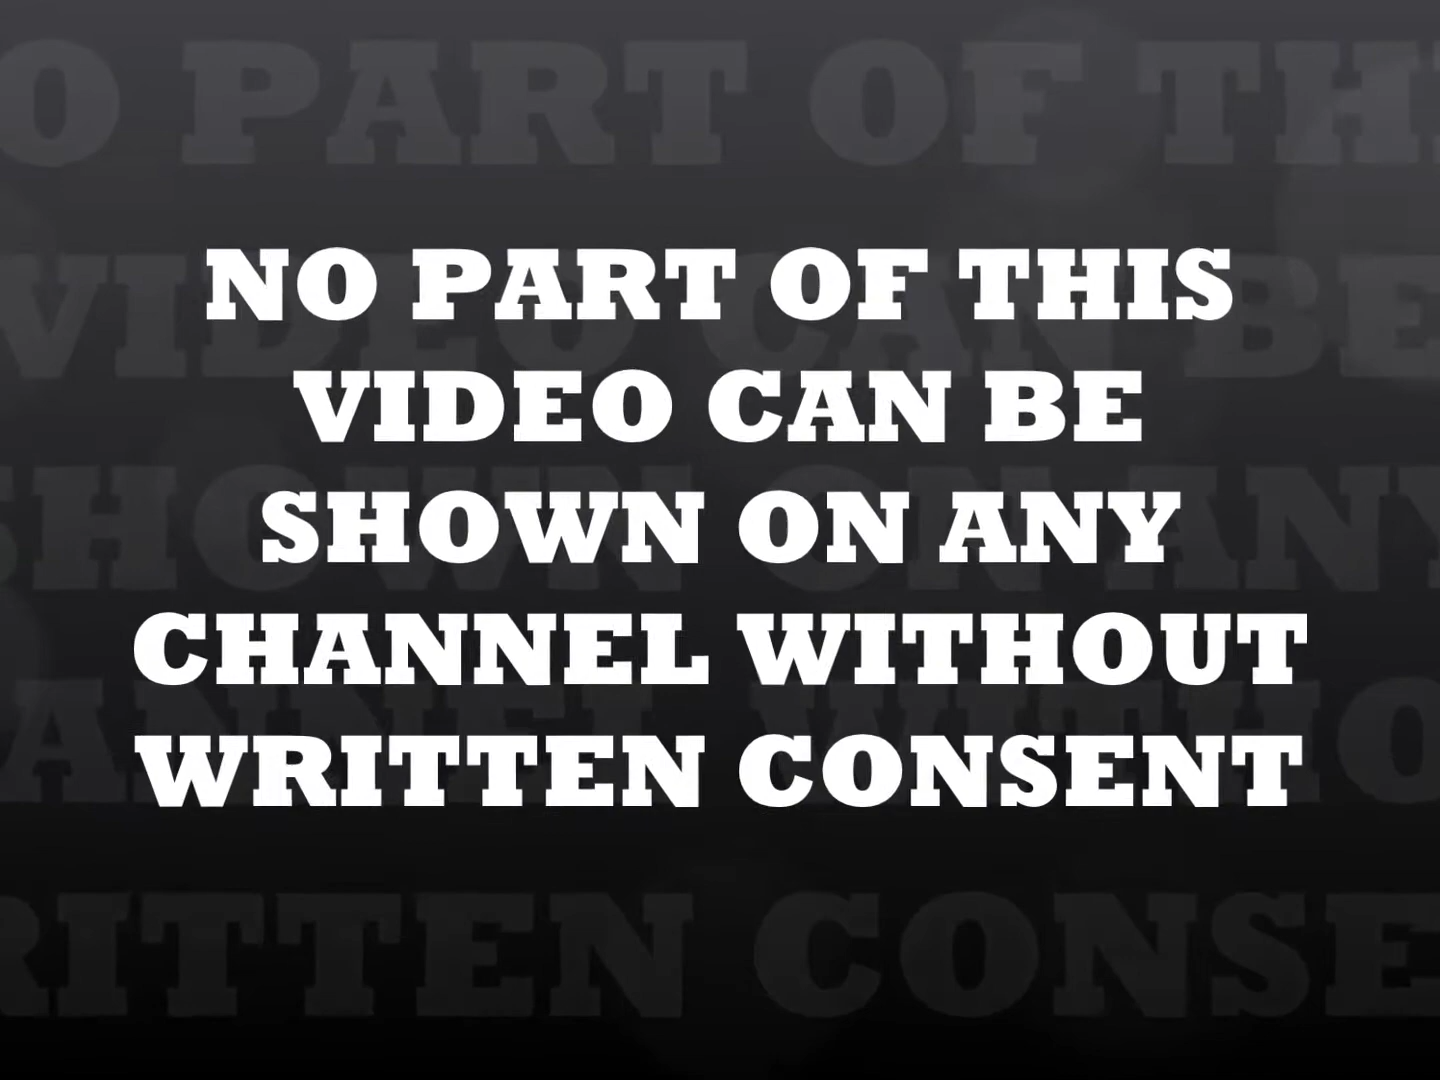 NO PART OF THIS
VIDEO CAN BE
SHOWN ON ANY
CHANNEL WITHOUT
WRITTEN CONSENT